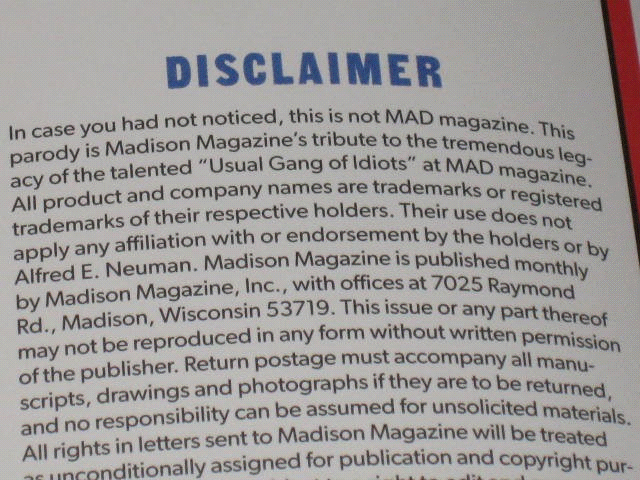 DISCLAIMER
In case you had not noticed, this is not MAD magazine. This
parody is Madison Magazine's tribute to the tremendous leg-
acy of the talented "Usual Gang of Idiots" at MAD magazine.
All product and company names are trademarks or registered
trademarks of their respective holders. Their use does not
apply any affiliation with or endorsement by the holders or by
Alfred E. Neuman. Madison Magazine is published monthly
by Madison Magazine, Inc., with offices at 7025 Raymond
Rd., Madison, Wisconsin 53719. This issue or any part thereof
may not be reproduced in any form without written permission
of the publisher. Return postage must accompany all manu-
scripts, drawings and photographs if they are to be returned,
and no responsibility can be assumed for unsolicited materials.
All rights in letters sent to Madison Magazine will be treated
as unconditionally assigned for publication and copyright pur-